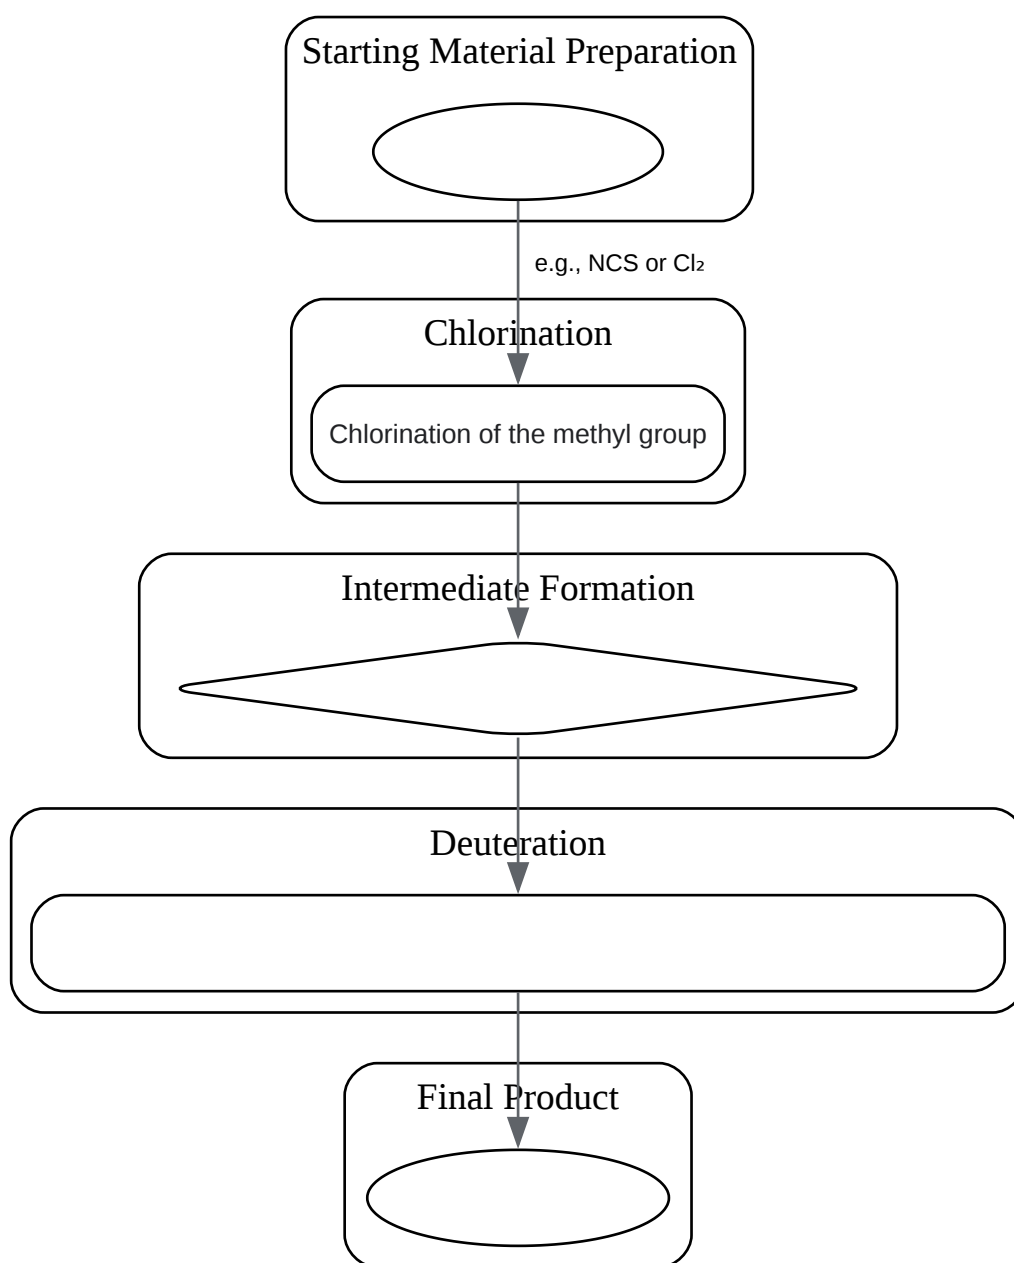 Starting Material Preparation
e.g., NCS or Cl₂
Chlorination
Chlorination of the methyl group
Intermediate Formation
Deuteration
Final Product